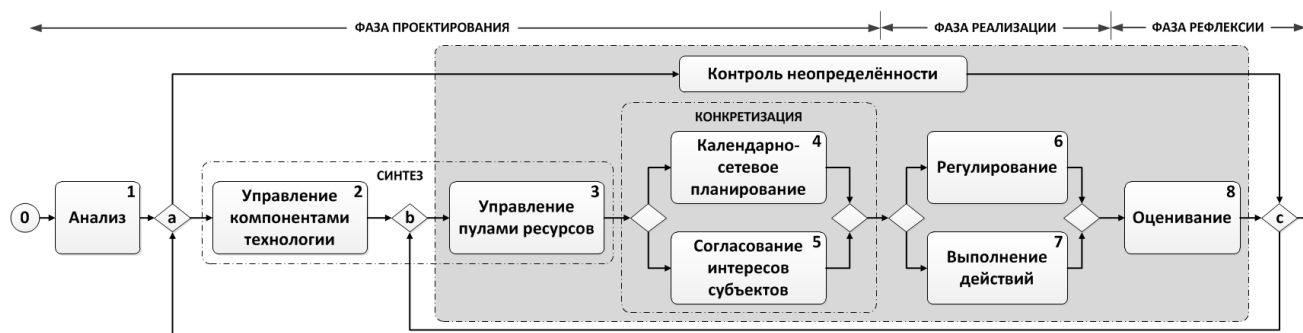 ФАЗА ПРОЕКТИРОВАНИЯ
ФАЗА РЕАЛИЗАЦИИ
ФАЗА РЕФЛЕКСИИ
Контроль неопределённости
КОНКРЕТИЗАЦИЯ
СИНТЕЗ
0
1
Анализ
a
2
Управление
компонентами
технологии
b
3
Управление
пулами ресурсов
4
Календарно-
сетевое
планирование
5
Согласование
интересов
субъектов
6
Регулирование
7
Выполнение
действий
8
Оценивание
c